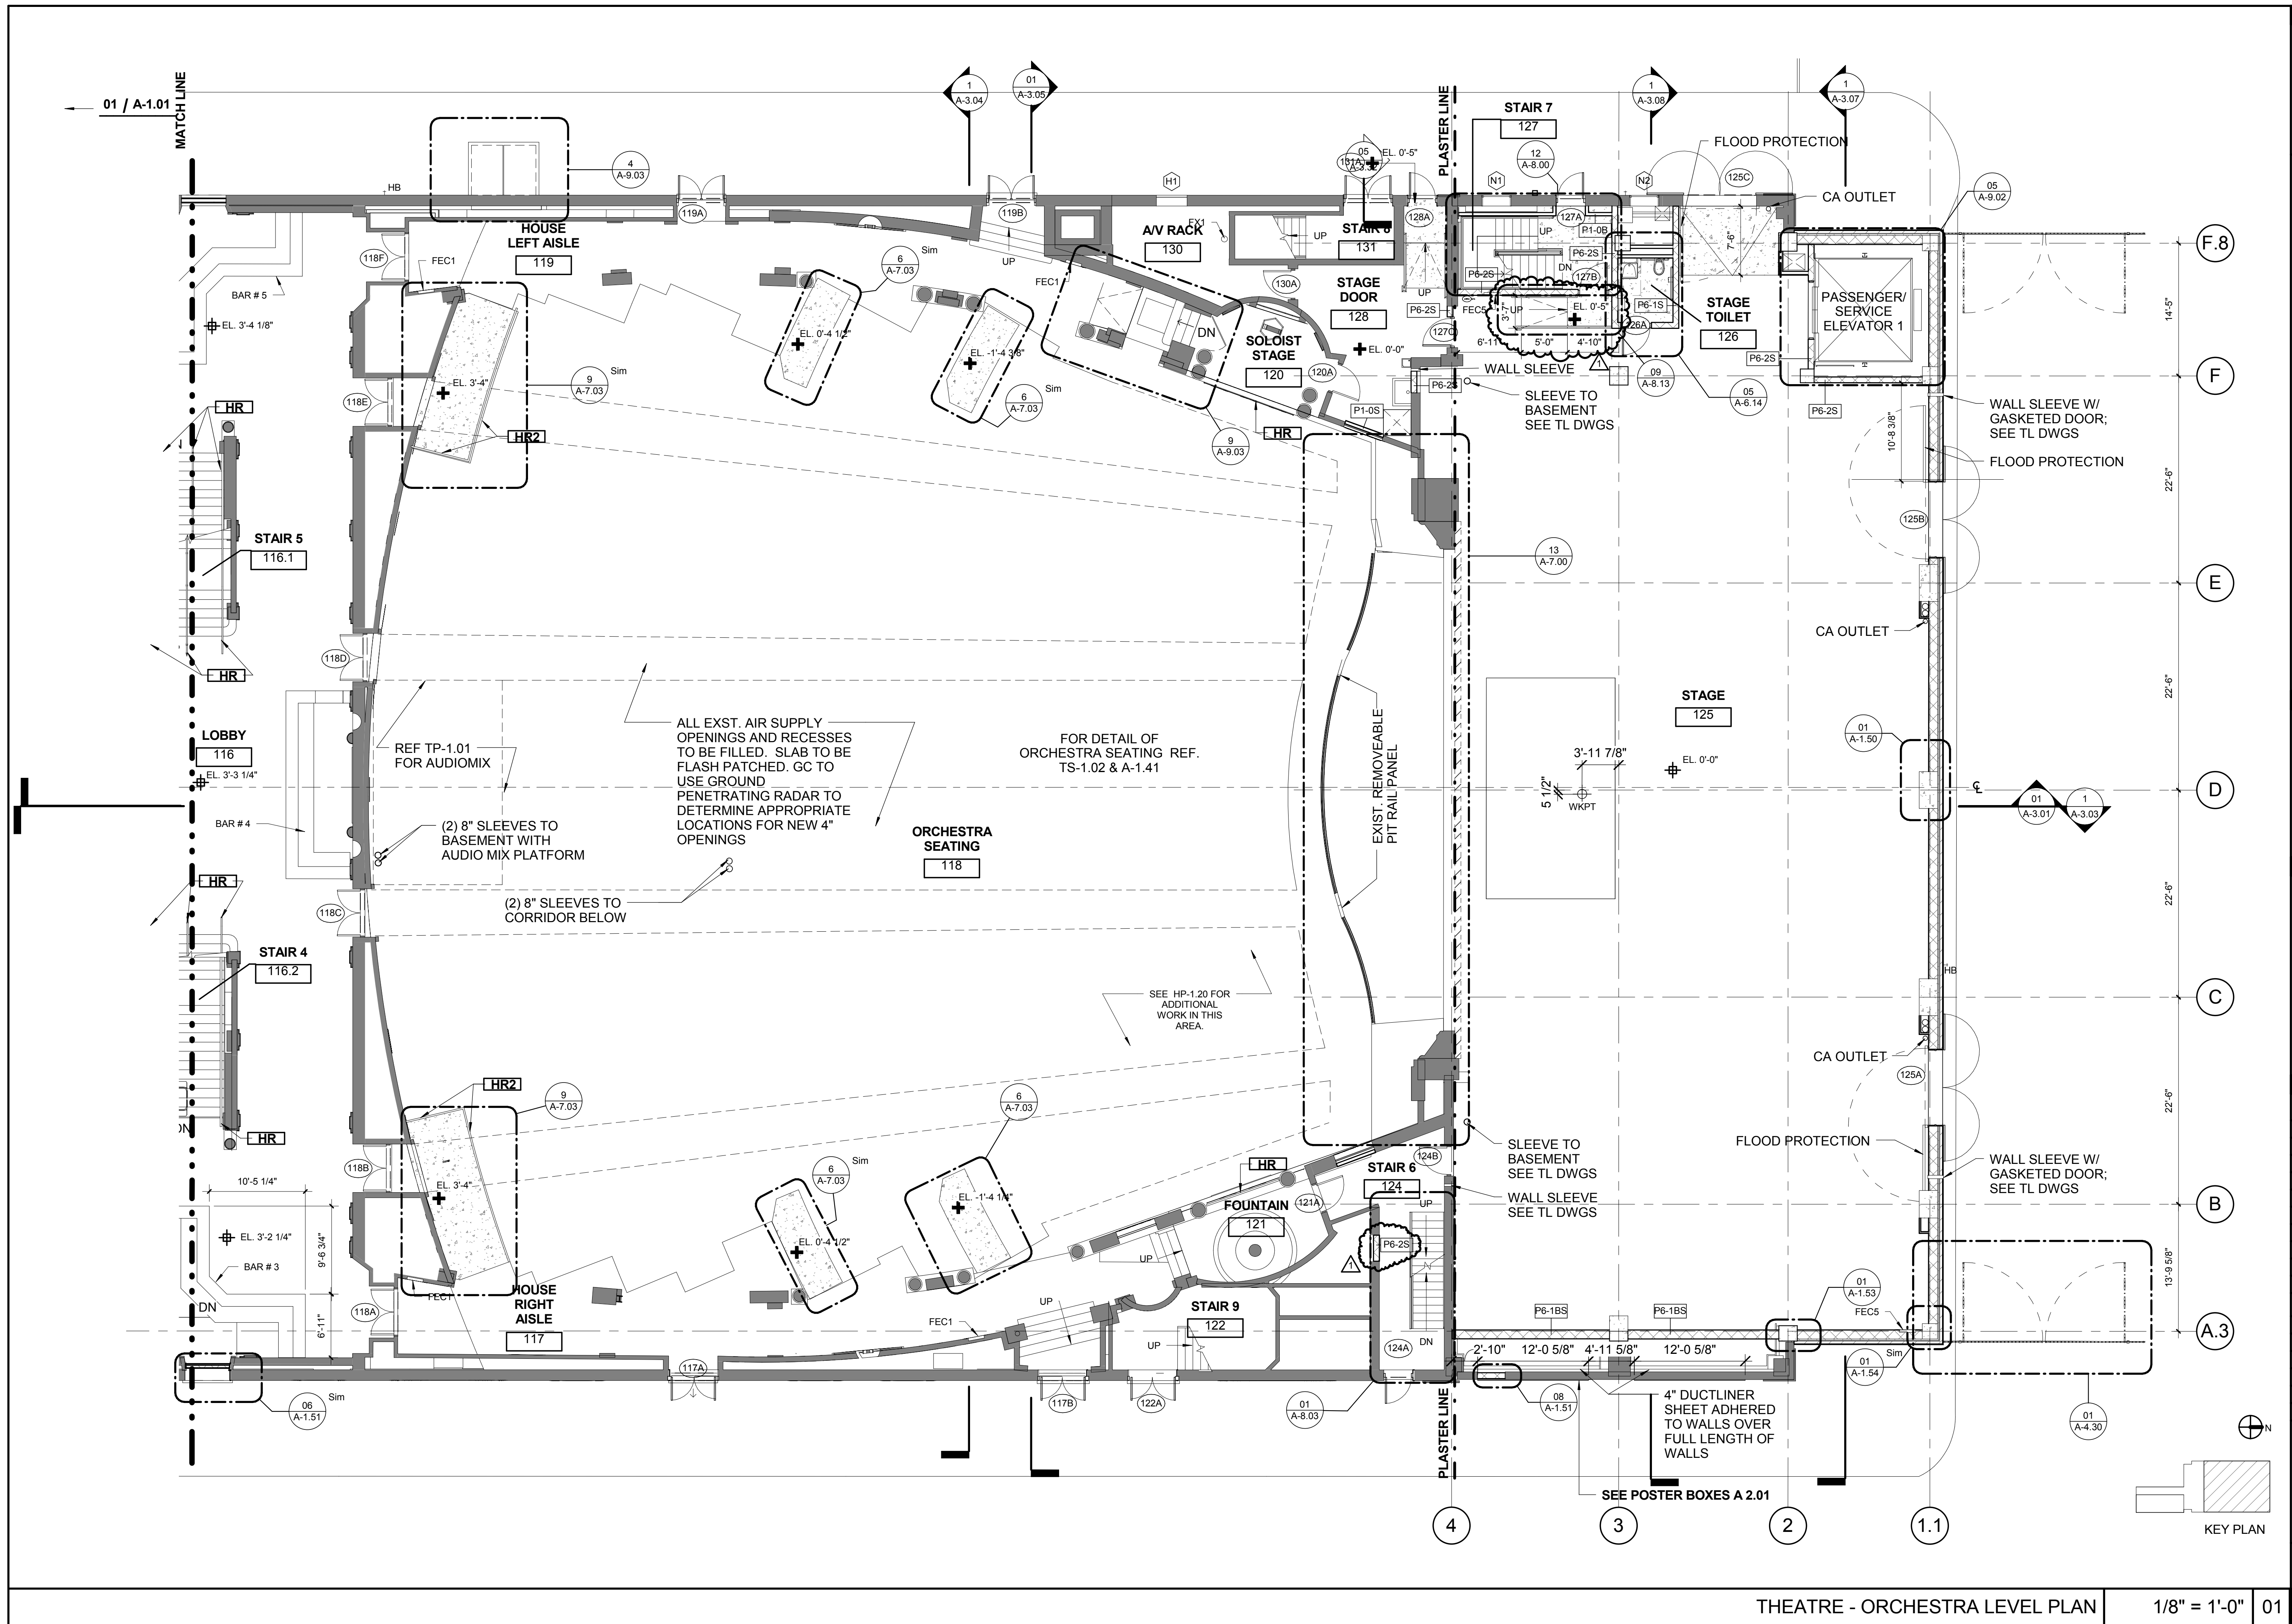 01 / A-1.01
MATCH LINE
1
A-3.04
01
A-3.05
PLASTER LINE
STAIR 7
127
1
A-3.08
1
A-3.07
4
A-9.03
05
131A
EL. 0'-5"
12
A-8.00
FLOOD PROTECTION
HB
H1
N1
N2
125C
05
A-9.02
CA OUTLET
119A
119B
FX1
128A
127A
HOUSE
LEFT AISLE
119
A/V RACK
130
UP
131
UP
P1-0B
7'-6"
F.8
118F
FEC1
6
A-7.03
Sim
UP
FEC1
130A
P6-2S
DN
P6-2S
127B
BAR # 5
EL. 3'-4 1/8"
STAGE
DOOR
128
UP
P6-2S
FEC5
3'-7"
UP
EL. 0'-5"
P6-1S
STAGE
TOILET
126
PASSENGER/
SERVICE
ELEVATOR 1
14'-5"
EL. 0'-4 1/2"
DN
SOLOIST
STAGE
120
EL. 0'-0"
127C
6'-11"
5'-0"
4'-10"
126A
1
P6-2S
EL. 3'-4"
EL. -1'-4 3/8"
9
A-7.03
Sim
6
A-7.03
Sim
120A
WALL SLEEVE
P6-2S
09
A-8.13
05
A-6.14
P6-2S
F
118E
HR
HR2
P1-0S
HR
9
A-9.03
SLEEVE TO
BASEMENT
SEE TL DWGS
10'-8 3/8"
WALL SLEEVE W/
GASKETED DOOR;
SEE TL DWGS
FLOOD PROTECTION
22'-6"
125B
STAIR 5
116.1
13
A-7.00
E
CA OUTLET
118D
HR
22'-6"
LOBBY
116
EL. 3'-3 1/4"
REF TP-1.01
FOR AUDIOMIX
ALL EXST. AIR SUPPLY
OPENINGS AND RECESSES
TO BE FILLED. SLAB TO BE
FLASH PATCHED. GC TO
USE GROUND
PENETRATING RADAR TO
DETERMINE APPROPRIATE
LOCATIONS FOR NEW 4"
OPENINGS
FOR DETAIL OF
ORCHESTRA SEATING REF.
TS-1.02 & A-1.41
EXIST. REMOVEABLE
PIT RAIL PANEL
STAGE
125
01
A-1.50
3'-11 7/8"
EL. 0'-0"
5 1/2"
WKPT
D
01
A-3.01
1
A-3.03
BAR # 4
(2) 8" SLEEVES TO
BASEMENT WITH
AUDIO MIX PLATFORM
ORCHESTRA
SEATING
118
HR
118C
(2) 8" SLEEVES TO
CORRIDOR BELOW
22'-6"
STAIR 4
116.2
SEE HP-1.20 FOR
ADDITIONAL
WORK IN THIS
AREA.
HB
C
CA OUTLET
125A
22'-6"
HR2
9
A-7.03
6
A-7.03
DN
HR
SLEEVE TO
BASEMENT
SEE TL DWGS
FLOOD PROTECTION
WALL SLEEVE W/
GASKETED DOOR;
SEE TL DWGS
118B
6
A-7.03
Sim
HR
STAIR 6
124
124B
10'-5 1/4"
EL. 3'-4"
EL. -1'-4 1/4"
FOUNTAIN
121
121A
UP
WALL SLEEVE
SEE TL DWGS
B
EL. 3'-2 1/4"
9'-6 3/4"
EL. 0'-4 1/2"
UP
P6-2S
1
BAR # 3
13'-9 5/8"
DN
FEC1
HOUSE
RIGHT
AISLE
117
118A
6'-11"
UP
FEC1
STAIR 9
122
UP
P6-1BS
P6-1BS
01
A-1.53
FEC5
A.3
DN
124A
2'-10"
12'-0 5/8"
4'-11 5/8"
12'-0 5/8"
Sim
01
A-1.54
117A
117B
122A
06
A-1.51
Sim
01
A-8.03
08
A-1.51
4" DUCTLINER
SHEET ADHERED
TO WALLS OVER
FULL LENGTH OF
WALLS
01
A-4.30
PLASTER LINE
N
SEE POSTER BOXES A 2.01
4
3
2
1.1
KEY PLAN
THEATRE - ORCHESTRA LEVEL PLAN
1/8" = 1'-0"
01